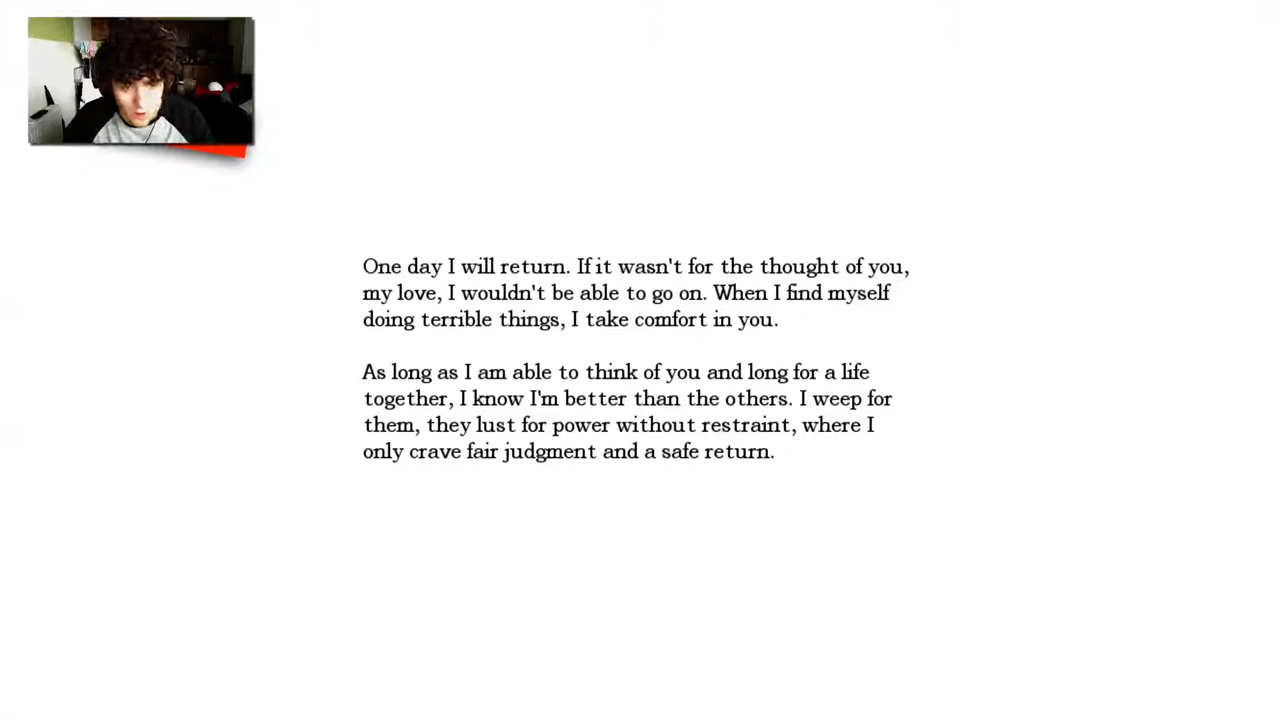 One day I will return. If it wasn't for the thought of you,
my love, I wouldn't be able to go on. When I find myself
doing terrible things, I take comfort in you.
As long as I am able to think of you and long for a life
together, I know I'm better than the others. I weep for
them, they lust for power without restraint, where I
only crave fair judgment and a safe return.